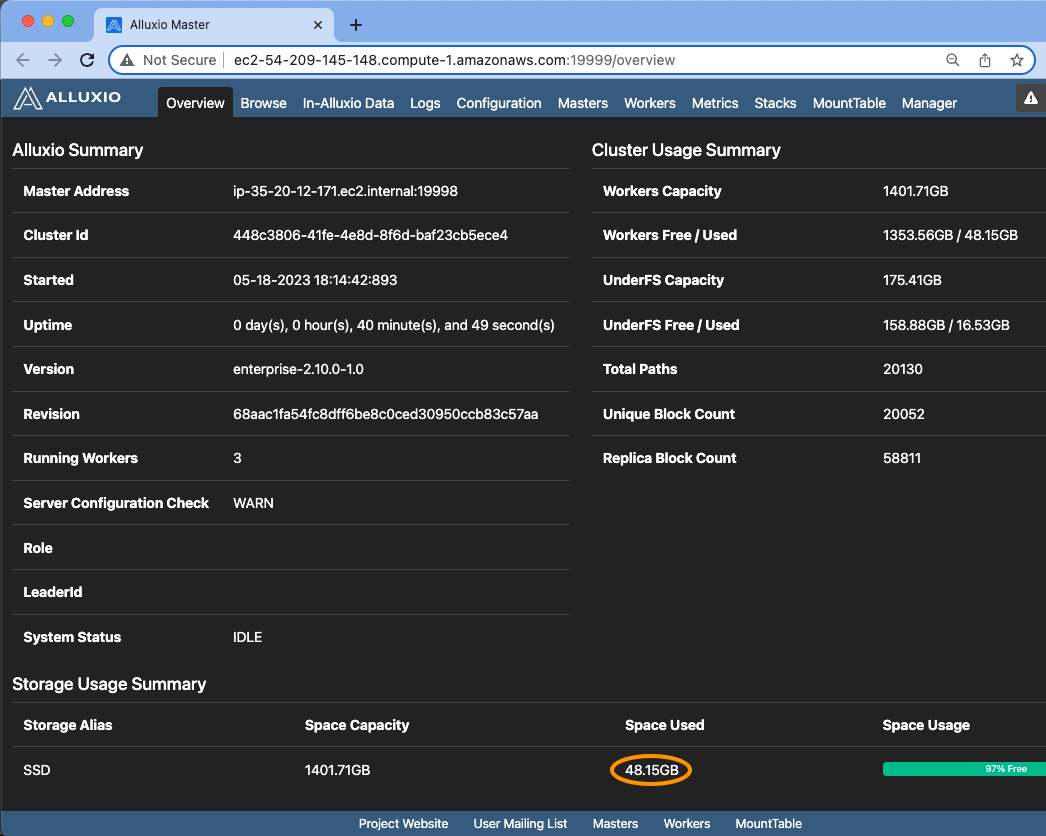 Alluxio Master
Not Secure ec2-54-209-145-148.compute-1.amazonaws.com:19999/overview
ALLUXIO Overview Browse In-Alluxio Data Logs Configuration Masters Workers Metrics Stacks MountTable Manager
Alluxio Summary
Master Address ip-35-20-12-171.ec2.internal:19998
Cluster Id 448c3806-41fe-4e8d-8f6d-baf23cb5ece4
Started 05-18-2023 18:14:42:893
Uptime 0 day(s), 0 hour(s), 40 minute(s), and 49 second(s)
Version enterprise-2.10.0-1.0
Revision 68aac1fa54fc8dff6be8c0ced30950ccb83c57aa
Running Workers 3
Server Configuration Check WARN
Role
LeaderId
System Status IDLE
Cluster Usage Summary
Workers Capacity 1401.71GB
Workers Free / Used 1353.56GB / 48.15GB
UnderFS Capacity 175.41GB
UnderFS Free / Used 158.88GB / 16.53GB
Total Paths 20130
Unique Block Count 20052
Replica Block Count 58811
Storage Usage Summary
Storage Alias Space Capacity Space Used Space Usage
SSD 1401.71GB 48.15GB 97% Free
Project Website User Mailing List Masters Workers MountTable